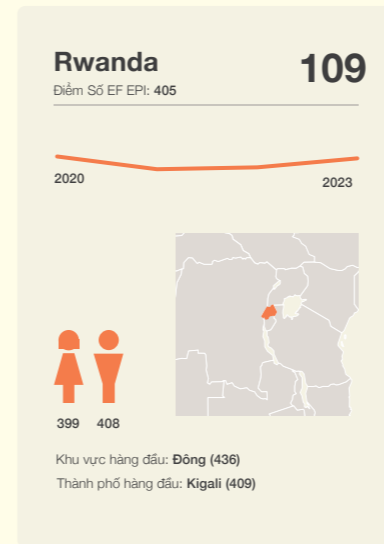 Rwanda 109
Điểm Số EF EPI: 405
2020 2023
399 408
Khu vực hàng đầu: Đông (436)
Thành phố hàng đầu: Kigali (409)